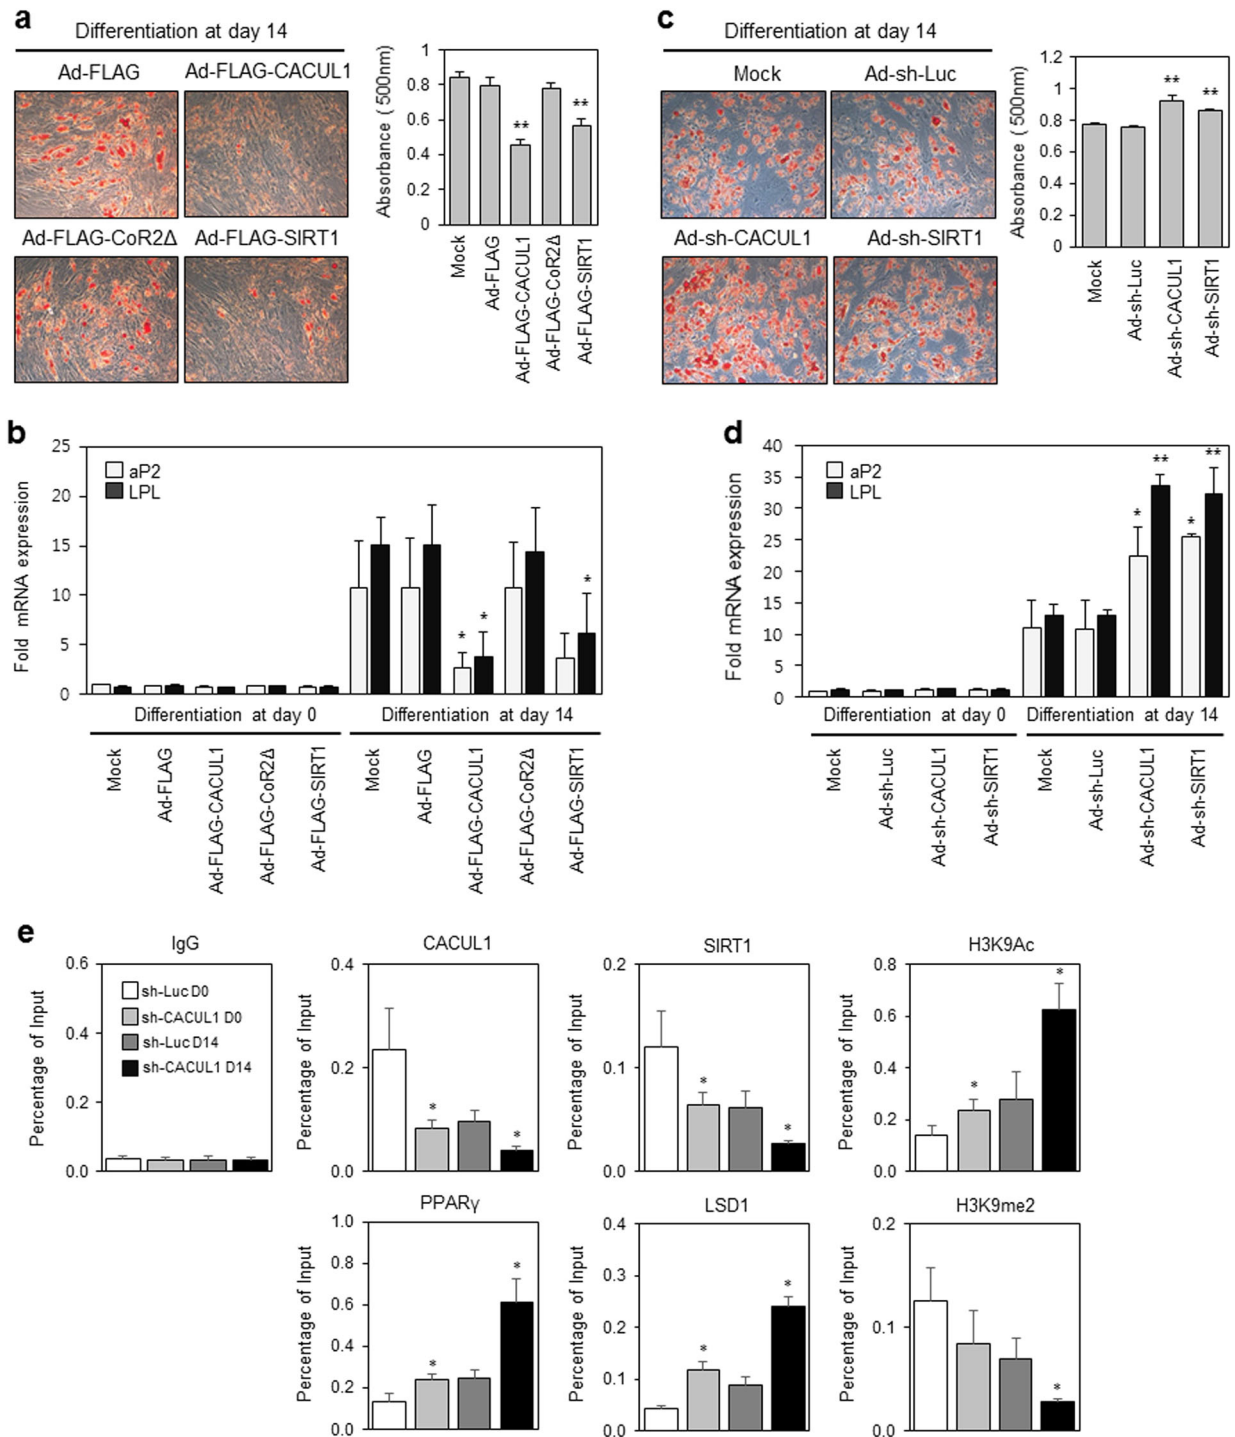 a
Differentiation at day 14
Ad-FLAG
Ad-FLAG-CACUL1
Ad-FLAG-CoR2Δ
Ad-FLAG-SIRT1
Absorbance ( 500nm)
1
0.8
0.6
0.4
0.2
0
**
**
Mock
Ad-FLAG
Ad-FLAG-CACUL1
Ad-FLAG-CoR2Δ
Ad-FLAG-SIRT1
c
Differentiation at day 14
Mock
Ad-sh-Luc
Ad-sh-CACUL1
Ad-sh-SIRT1
Absorbance ( 500nm)
1.2
1
0.8
0.6
0.4
0.2
0
**
**
Mock
Ad-sh-Luc
Ad-sh-CACUL1
Ad-sh-SIRT1
b
Fold mRNA expression
25
20
15
10
5
0
aP2
LPL
*
*
*
Differentiation at day 0
Differentiation at day 14
Mock
Ad-FLAG
Ad-FLAG-CACUL1
Ad-FLAG-CoR2Δ
Ad-FLAG-SIRT1
Mock
Ad-FLAG
Ad-FLAG-CACUL1
Ad-FLAG-CoR2Δ
Ad-FLAG-SIRT1
d
Fold mRNA expression
40
35
30
25
20
15
10
5
0
aP2
LPL
*
**
*
**
Differentiation at day 0
Differentiation at day 14
Mock
Ad-sh-Luc
Ad-sh-CACUL1
Ad-sh-SIRT1
Mock
Ad-sh-Luc
Ad-sh-CACUL1
Ad-sh-SIRT1
e
IgG
Percentage of Input
0.6
0.4
0.2
0.0
sh-Luc D0
sh-CACUL1 D0
sh-Luc D14
sh-CACUL1 D14
CACUL1
Percentage of Input
0.4
0.2
0.0
*
*
SIRT1
Percentage of Input
0.2
0.1
0.0
*
*
H3K9Ac
Percentage of Input
0.8
0.6
0.4
0.2
0.0
*
*
PPARγ
Percentage of Input
1.0
0.8
0.6
0.4
0.2
0.0
*
*
LSD1
Percentage of Input
0.4
0.3
0.2
0.1
0.0
*
*
H3K9me2
Percentage of Input
0.2
0.1
0.0
*